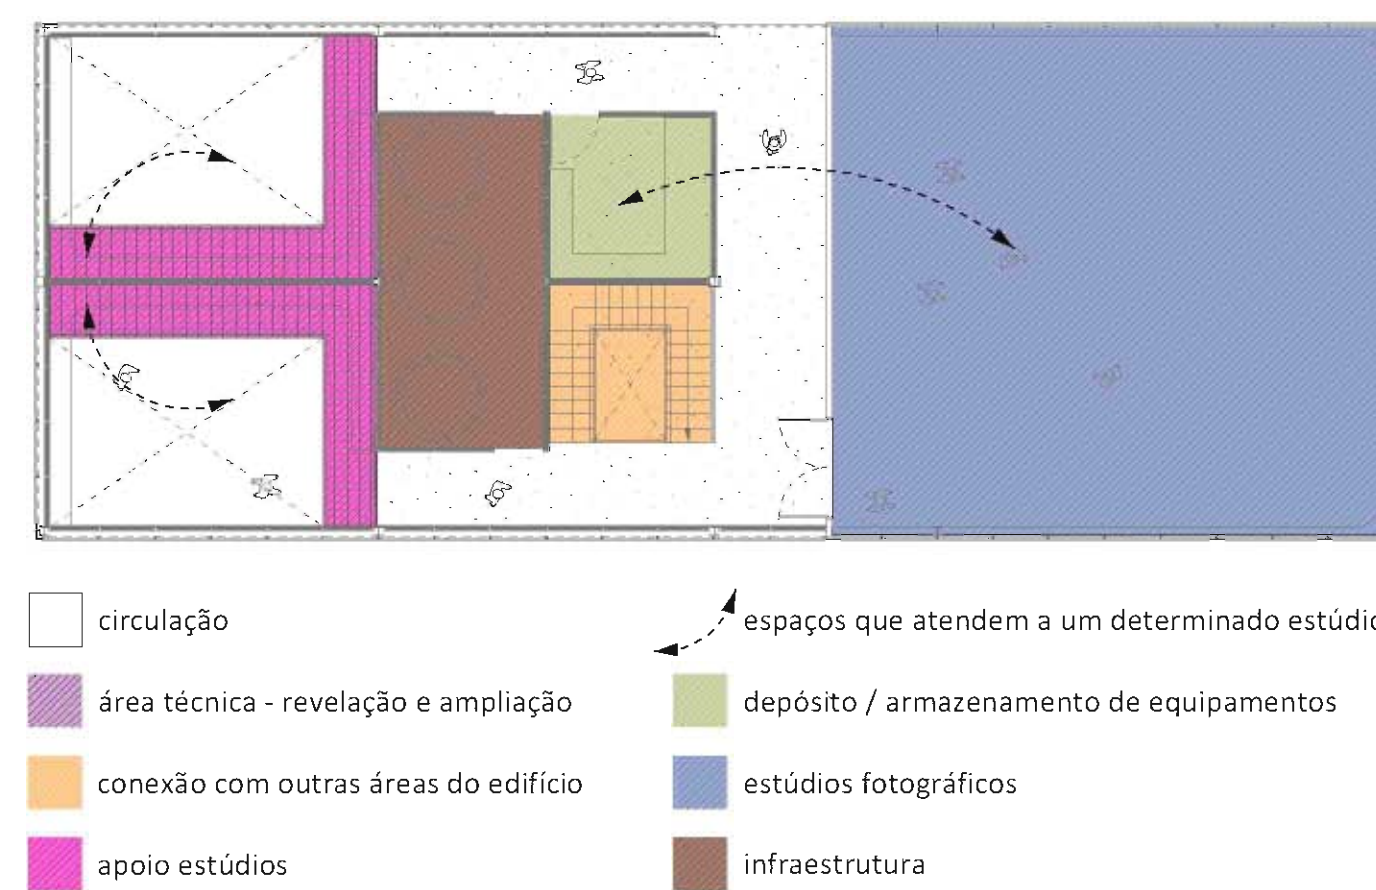 circulação
espaços que atendem a um determinado
área técnica - revelação e ampliação
depósito / armazenamento de equipamentos
conexão com outras áreas do edifício
estúdios fotográficos
apoio estúdios
infraestrutura